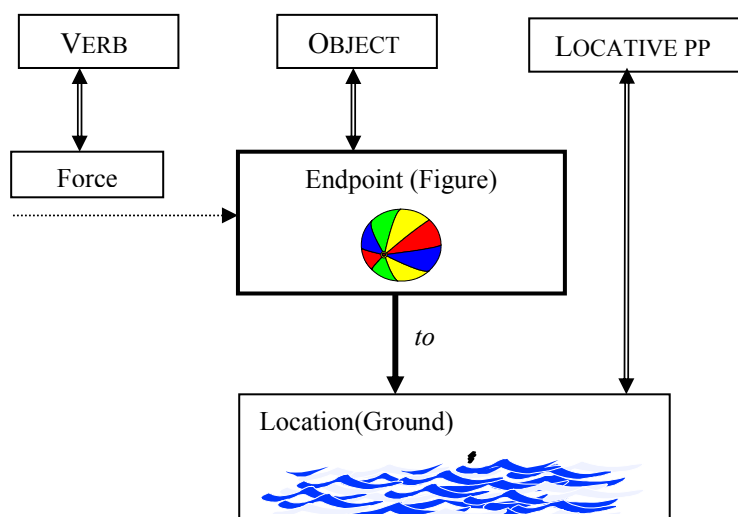 VERB
OBJECT
LOCATIVE PP
Force
Endpoint (Figure)
to
Location(Ground)